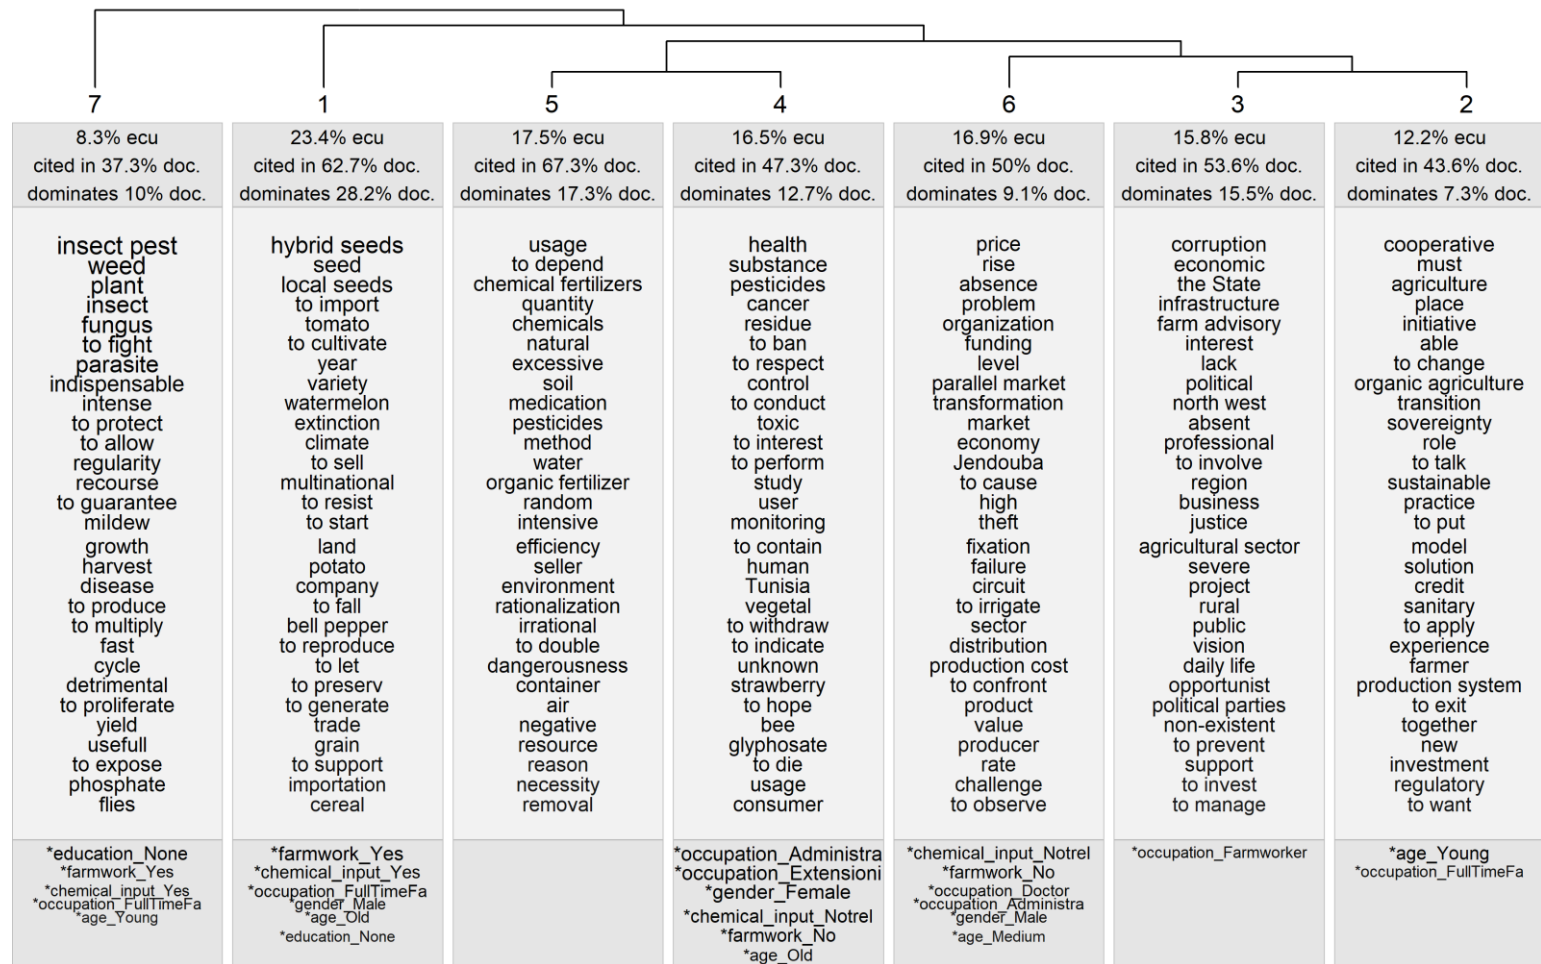 7
8.3% ecu
cited in 37.3% doc.
dominates 10% doc.
insect pest
weed
plant
insect
fungus
to fight
parasite
indispensable
intense
to protect
to allow
regularity
recourse
to guarantee
mildew
growth
harvest
disease
to produce
to multiply
fast
cycle
detrimental
to proliferate
yield
usefull
to expose
phosphate
flies
*education_None
*farmwork_Yes
*chemical_input_Yes
*occupation_FullTimeFa
*age_Young
1
23.4% ecu
cited in 62.7% doc.
dominates 28.2% doc.
hybrid seeds
seed
local seeds
to import
tomato
to cultivate
year
variety
watermelon
extinction
climate
to sell
multinational
to resist
to start
land
potato
company
to fall
bell pepper
to reproduce
to let
to preserv
to generate
trade
grain
to support
importation
cereal
*farmwork_Yes
*chemical_input_Yes
*occupation_FullTimeFa
*gender_Male
*age_Old
*education_None
5
17.5% ecu
cited in 67.3% doc.
dominates 17.3% doc.
usage
to depend
chemical fertilizers
quantity
chemicals
natural
excessive
soil
medication
pesticides
method
water
organic fertilizer
random
intensive
efficiency
seller
environment
rationalization
irrational
to double
dangerousness
container
air
negative
resource
reason
necessity
removal
4
16.5% ecu
cited in 47.3% doc.
dominates 12.7% doc.
health
substance
pesticides
cancer
residue
to ban
to respect
control
to conduct
toxic
to interest
to perform
study
user
monitoring
to contain
human
Tunisia
vegetal
to withdraw
to indicate
unknown
strawberry
to hope
bee
glyphosate
to die
usage
consumer
*occupation_Administra
*occupation_Extensioni
*gender_Female
*chemical_input_Notrel
*farmwork_No
*age_Old
6
16.9% ecu
cited in 50% doc.
dominates 9.1% doc.
price
rise
absence
problem
organization
funding
level
parallel market
transformation
market
economy
Jendouba
to cause
high
theft
fixation
failure
circuit
to irrigate
sector
distribution
production cost
to confront
product
value
producer
rate
challenge
to observe
*chemical_input_Notrel
*farmwork_No
*occupation_Doctor
*occupation_Administra
*gender_Male
*age_Medium
3
15.8% ecu
cited in 53.6% doc.
dominates 15.5% doc.
corruption
economic
the State
infrastructure
farm advisory
interest
lack
political
north west
absent
professional
to involve
region
business
justice
agricultural sector
severe
project
rural
public
vision
daily life
opportunist
political parties
non-existent
to prevent
support
to invest
to manage
*occupation_Farmworker
2
12.2% ecu
cited in 43.6% doc.
dominates 7.3% doc.
cooperative
must
agriculture
place
initiative
able
to change
organic agriculture
transition
sovereignty
role
to talk
sustainable
practice
to put
model
solution
credit
sanitary
to apply
experience
farmer
production system
to exit
together
new
investment
regulatory
to want
*age_Young
*occupation_FullTimeFa